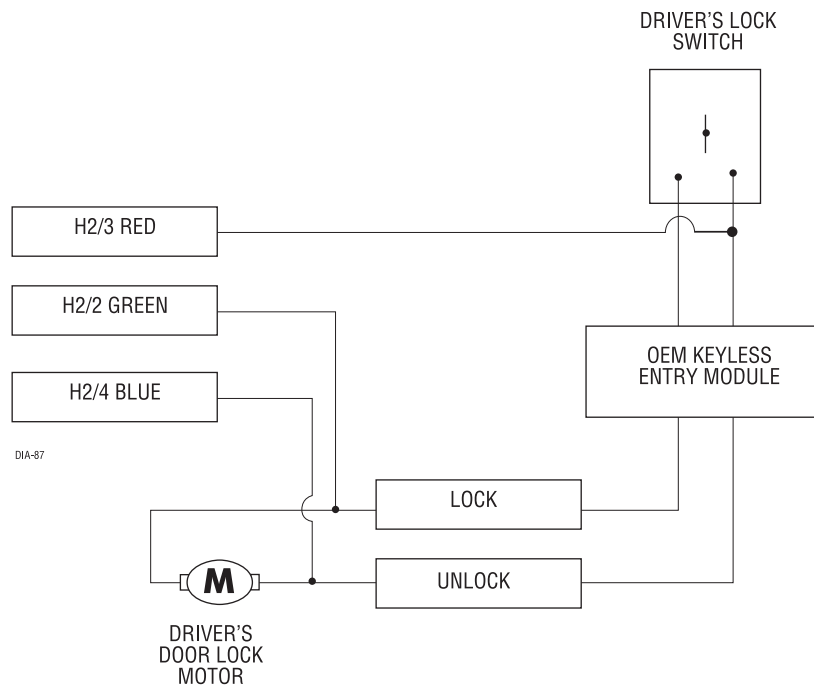 DRIVER'S LOCK
SWITCH
H2/3 RED
H2/2 GREEN
OEM KEYLESS
ENTRY MODULE
H2/4 BLUE
DIA-87
LOCK
UNLOCK
M
DRIVER'S
DOOR LOCK
MOTOR